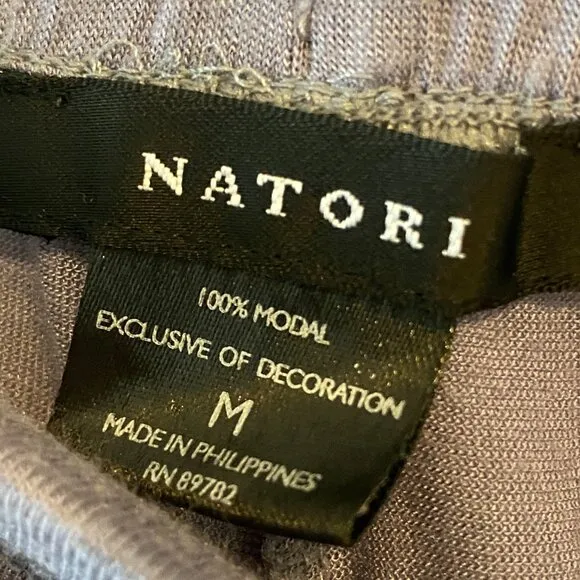 NATORI
100% MODAL
EXCLUSIVE OF DECORATION
M
MADE IN PHILIPPINES
RN 89782